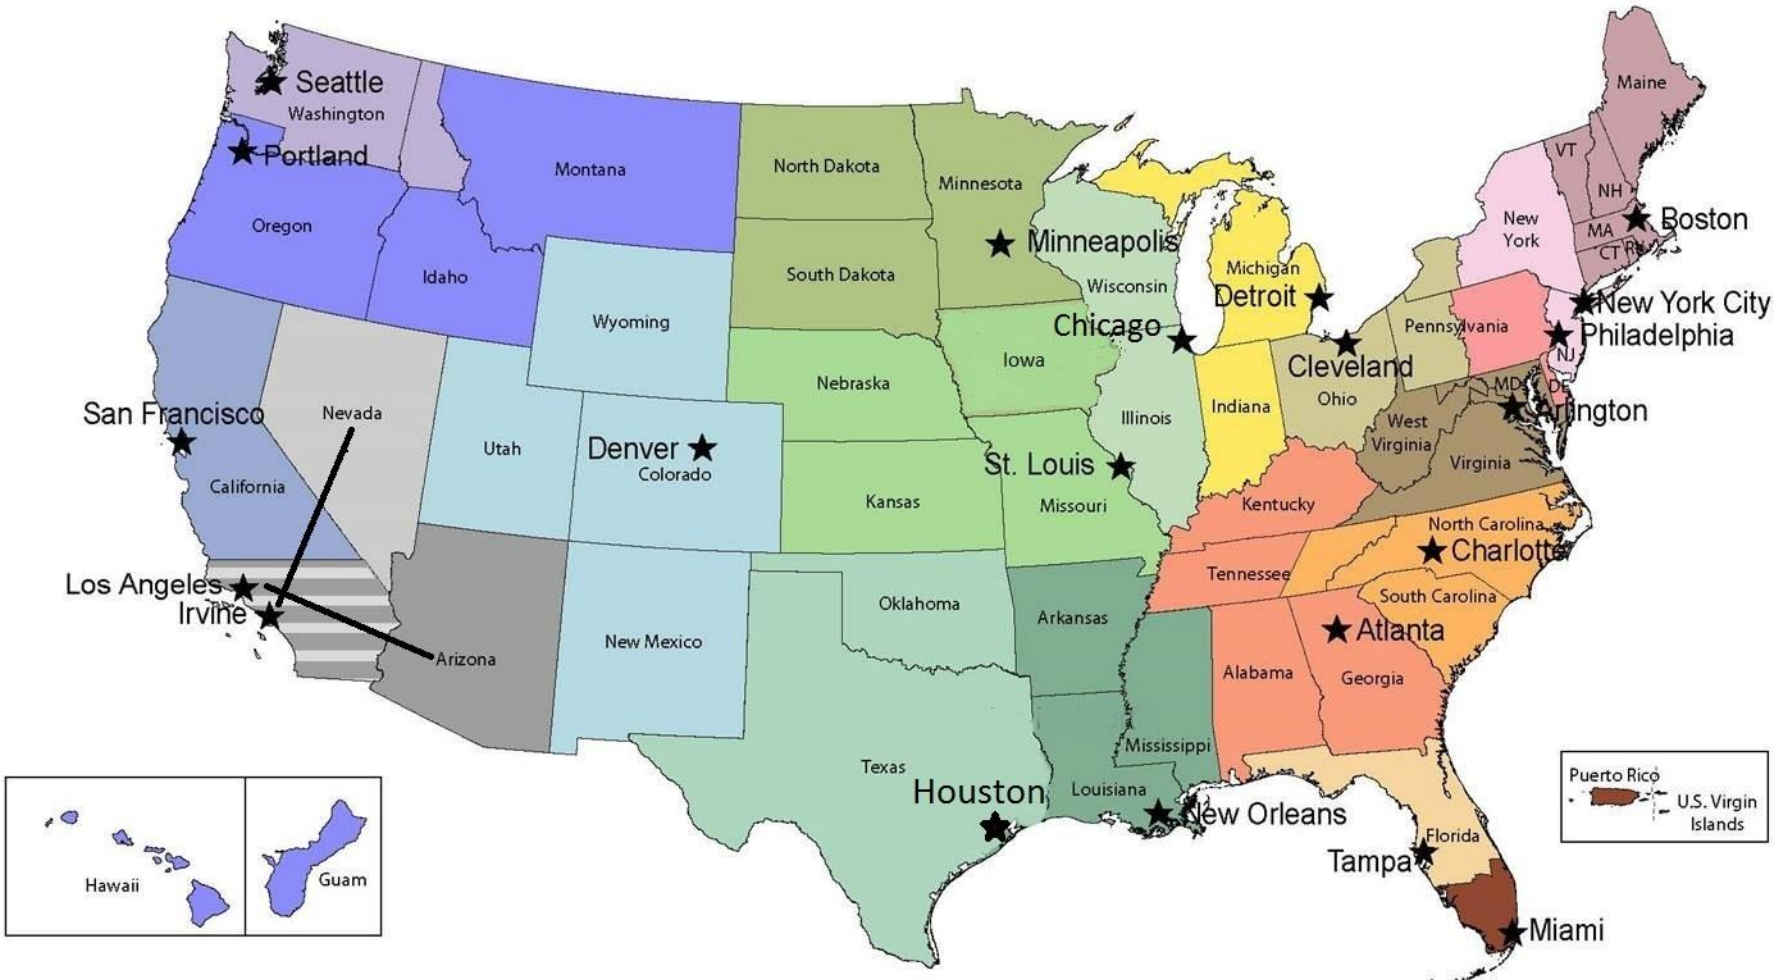 Maine
Seattle
Washington
VT
Portland
Montana
North Dakota
Minnesota
NH
New
York
MA
Boston
Oregon
Minneapolis
CT
RI
Idaho
South Dakota
Wisconsin
Michigan
Detroit
New York City
Wyoming
Chicago
Pennsylvania
Philadelphia
NJ
Iowa
Cleveland
Nebraska
MD
DE
San Francisco
Nevada
Illinois
Indiana
Ohio
Arlington
West
Virginia
Utah
Denver
Colorado
St. Louis
Virginia
California
Kansas
Missouri
Kentucky
North Carolina
Charlotte
Los Angeles
Tennessee
South Carolina
Irvine
Oklahoma
Arkansas
New Mexico
Atlanta
Arizona
Alabama
Georgia
Mississippi
Texas
Houston
Louisiana
New Orleans
Puerto Rico
U.S. Virgin
Islands
Florida
Tampa
Hawaii
Guam
Miami